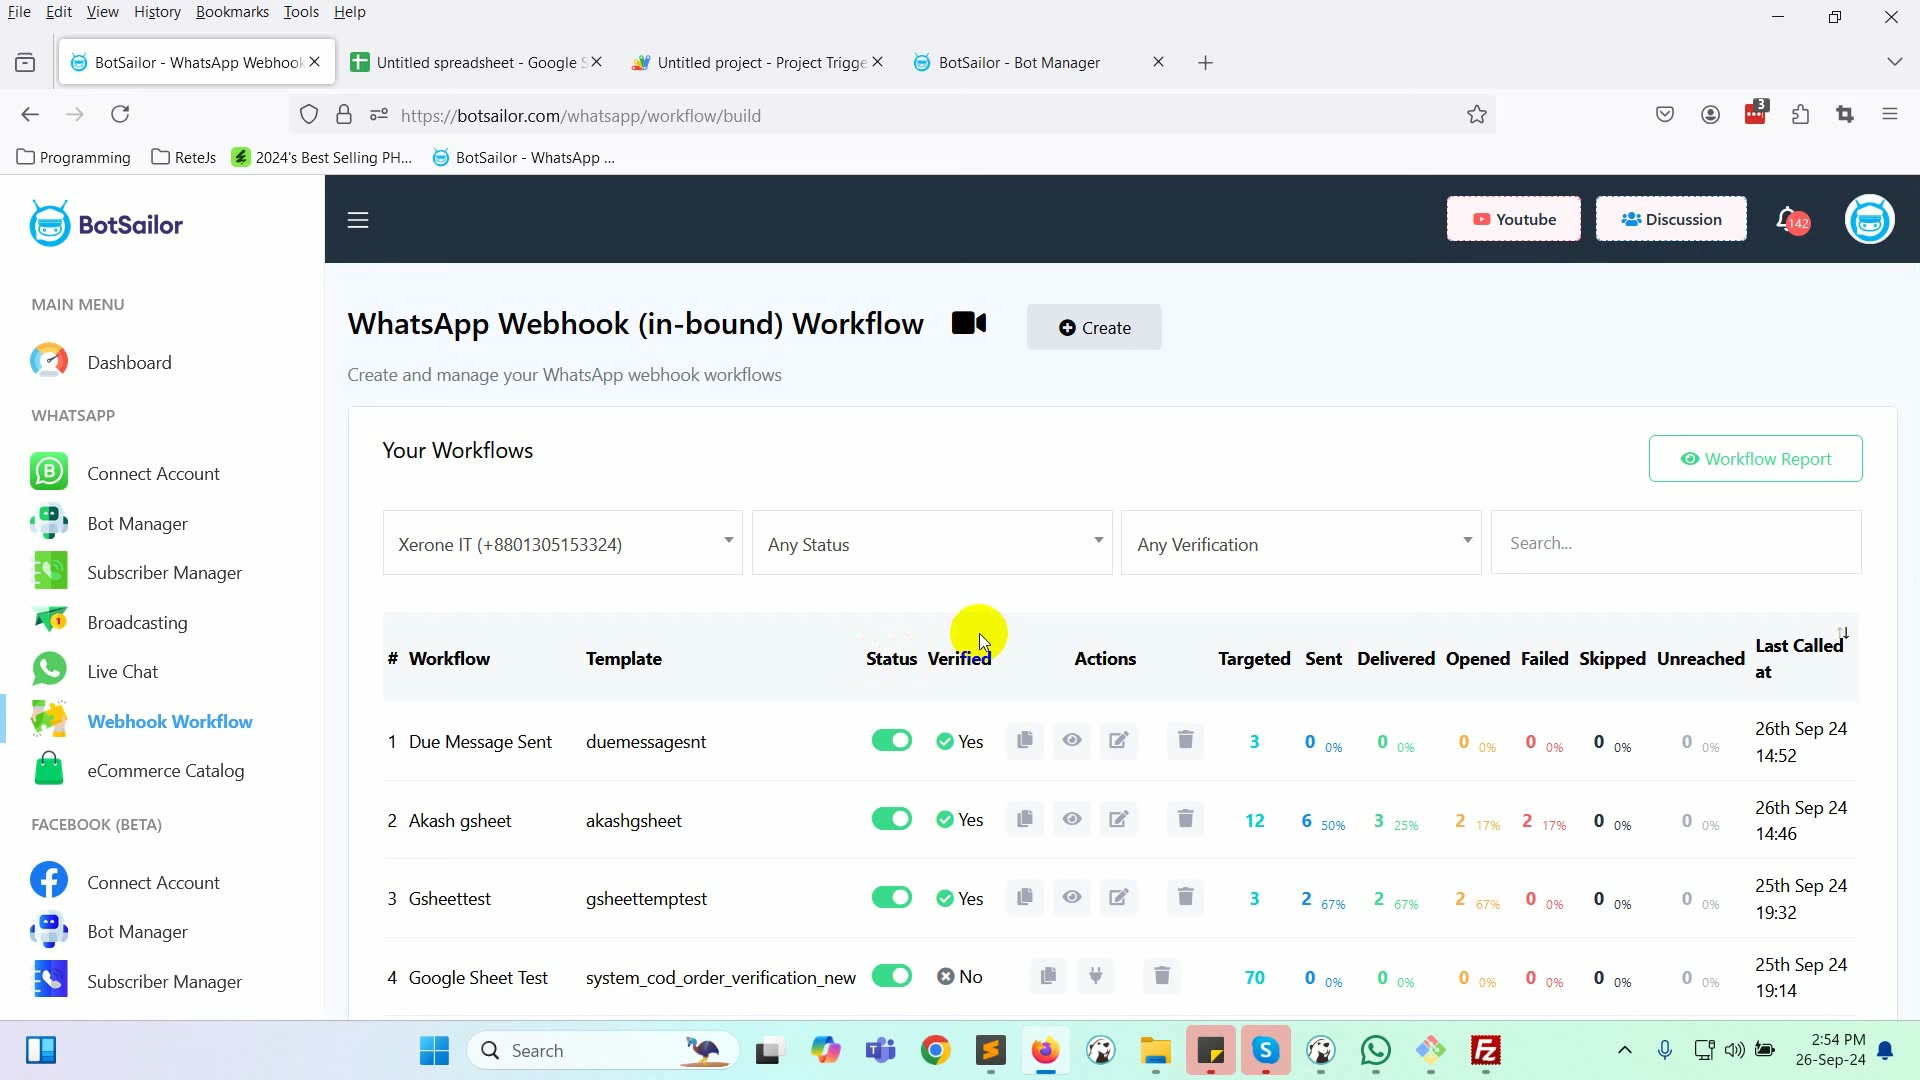 File Edit View History Bookmarks Tools Help
BotSailor - WhatsApp Webhook
Untitled spreadsheet - Google S
Untitled project - Project Trigge
BotSailor - Bot Manager
https://botsailor.com/whatsapp/workflow/build
3
Programming ReteJs 2024's Best Selling PH... BotSailor - WhatsApp ...
BotSailor
Youtube Discussion 142
MAIN MENU
Dashboard
WHATSAPP
Connect Account
Bot Manager
Subscriber Manager
Broadcasting
Live Chat
Webhook Workflow
eCommerce Catalog
FACEBOOK (BETA)
Connect Account
Bot Manager
Subscriber Manager
WhatsApp Webhook (in-bound) Workflow Create
Create and manage your WhatsApp webhook workflows
Your Workflows Workflow Report
Xerone IT (+8801305153324) Any Status Any Verification Search...
# Workflow Template Status Verified Actions Targeted Sent Delivered Opened Failed Skipped Unreached Last Called at
1 Due Message Sent duemessagesnt Yes 3 0 0% 0 0% 0 0% 0 0% 0 0% 0 0% 26th Sep 24 14:52
2 Akash gsheet akashgsheet Yes 12 6 50% 3 25% 2 17% 2 17% 0 0% 0 0% 26th Sep 24 14:46
3 Gsheettest gsheettemptest Yes 3 2 67% 2 67% 2 67% 0 0% 0 0% 0 0% 25th Sep 24 19:32
4 Google Sheet Test system_cod_order_verification_new No 70 0 0% 0 0% 0 0% 0 0% 0 0% 0 0% 25th Sep 24 19:14
Search
2:54 PM
26-Sep-24